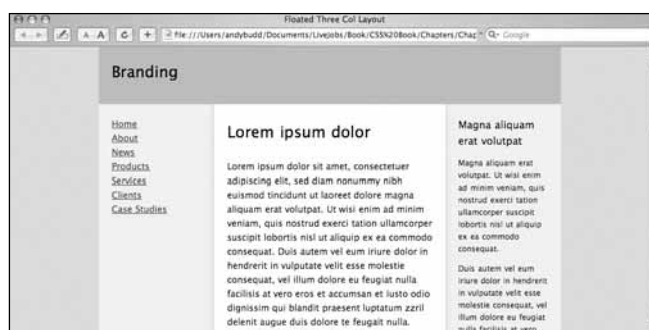 Floated Three Col Layout
A A C + file:///Users/andybudd/Documents/LiveJobs/Book/CSS%20Book/Chapters/Chap Q Google
Branding
Home
About
News
Products
Services
Clients
Case Studies
Lorem ipsum dolor
Lorem ipsum dolor sit amet, consectetuer
adipiscing elit, sed diam nonummy nibh
euismod tincidunt ut laoreet dolore magna
aliquam erat volutpat. Ut wisi enim ad minim
veniam, quis nostrud exerci tation ullamcorper
suscipit lobortis nisl ut aliquip ex ea commodo
consequat. Duis autem vel eum iriure dolor in
hendrerit in vulputate velit esse molestie
consequat, vel illum dolore eu feugiat nulla
facilisis at vero eros et accumsan et iusto odio
dignissim qui blandit praesent luptatum zzril
delenit augue duis dolore te feugait nulla.
Magna aliquam
erat volutpat
Magna aliquam erat
volutpat. Ut wisi enim
ad minim veniam, quis
nostrud exerci tation
ullamcorper suscipit
lobortis nisl ut aliquip
ex ea commodo
consequat.
Duis autem vel eum
iriure dolor in hendrerit
in vulputate velit esse
molestie consequat, vel
illum dolore eu feugiat
nulla facilisis at vero